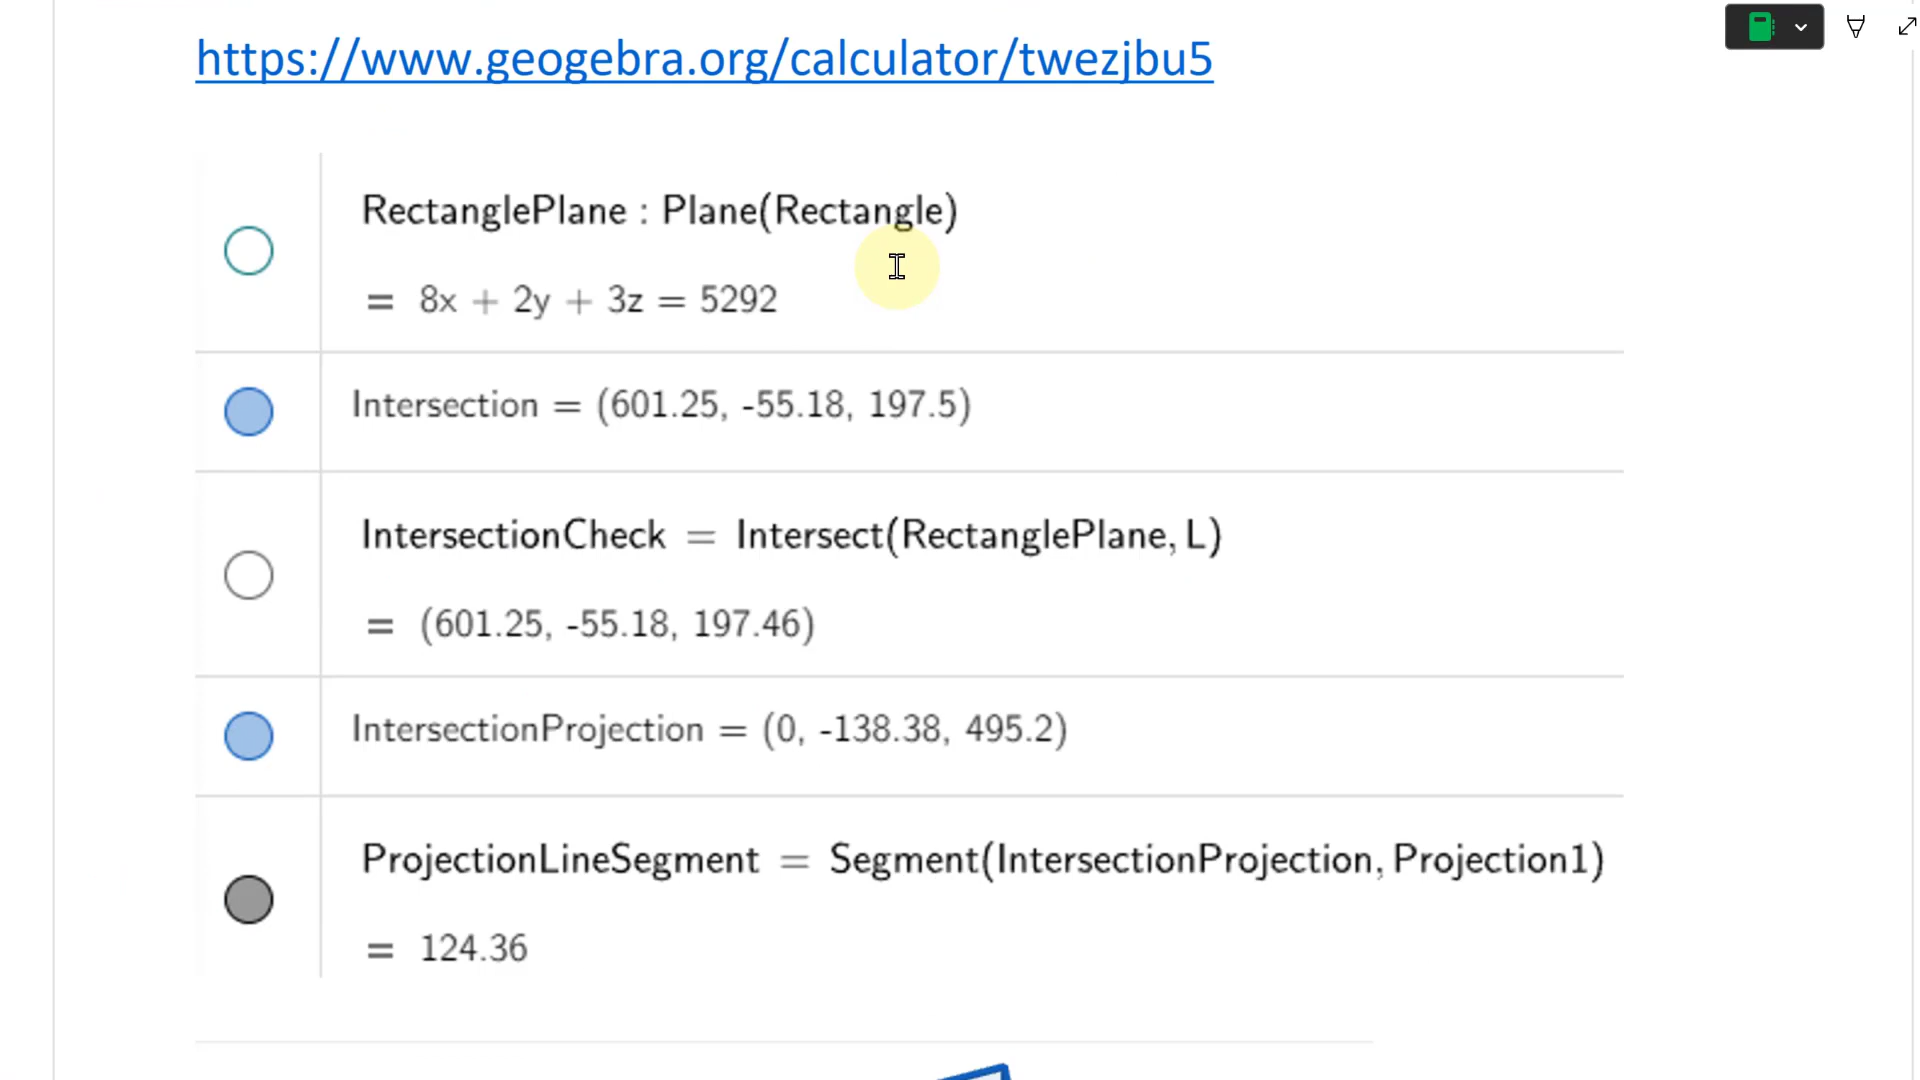 https://www.geogebra.org/calculator/twezjbu5
RectanglePlane : Plane(Rectangle)
= 8x + 2y + 3z = 5292
Intersection = (601.25, -55.18, 197.5)
IntersectionCheck = Intersect(RectanglePlane, L)
= (601.25, -55.18, 197.46)
IntersectionProjection = (0, -138.38, 495.2)
ProjectionLineSegment = Segment(IntersectionProjection, Projection1)
= 124.36